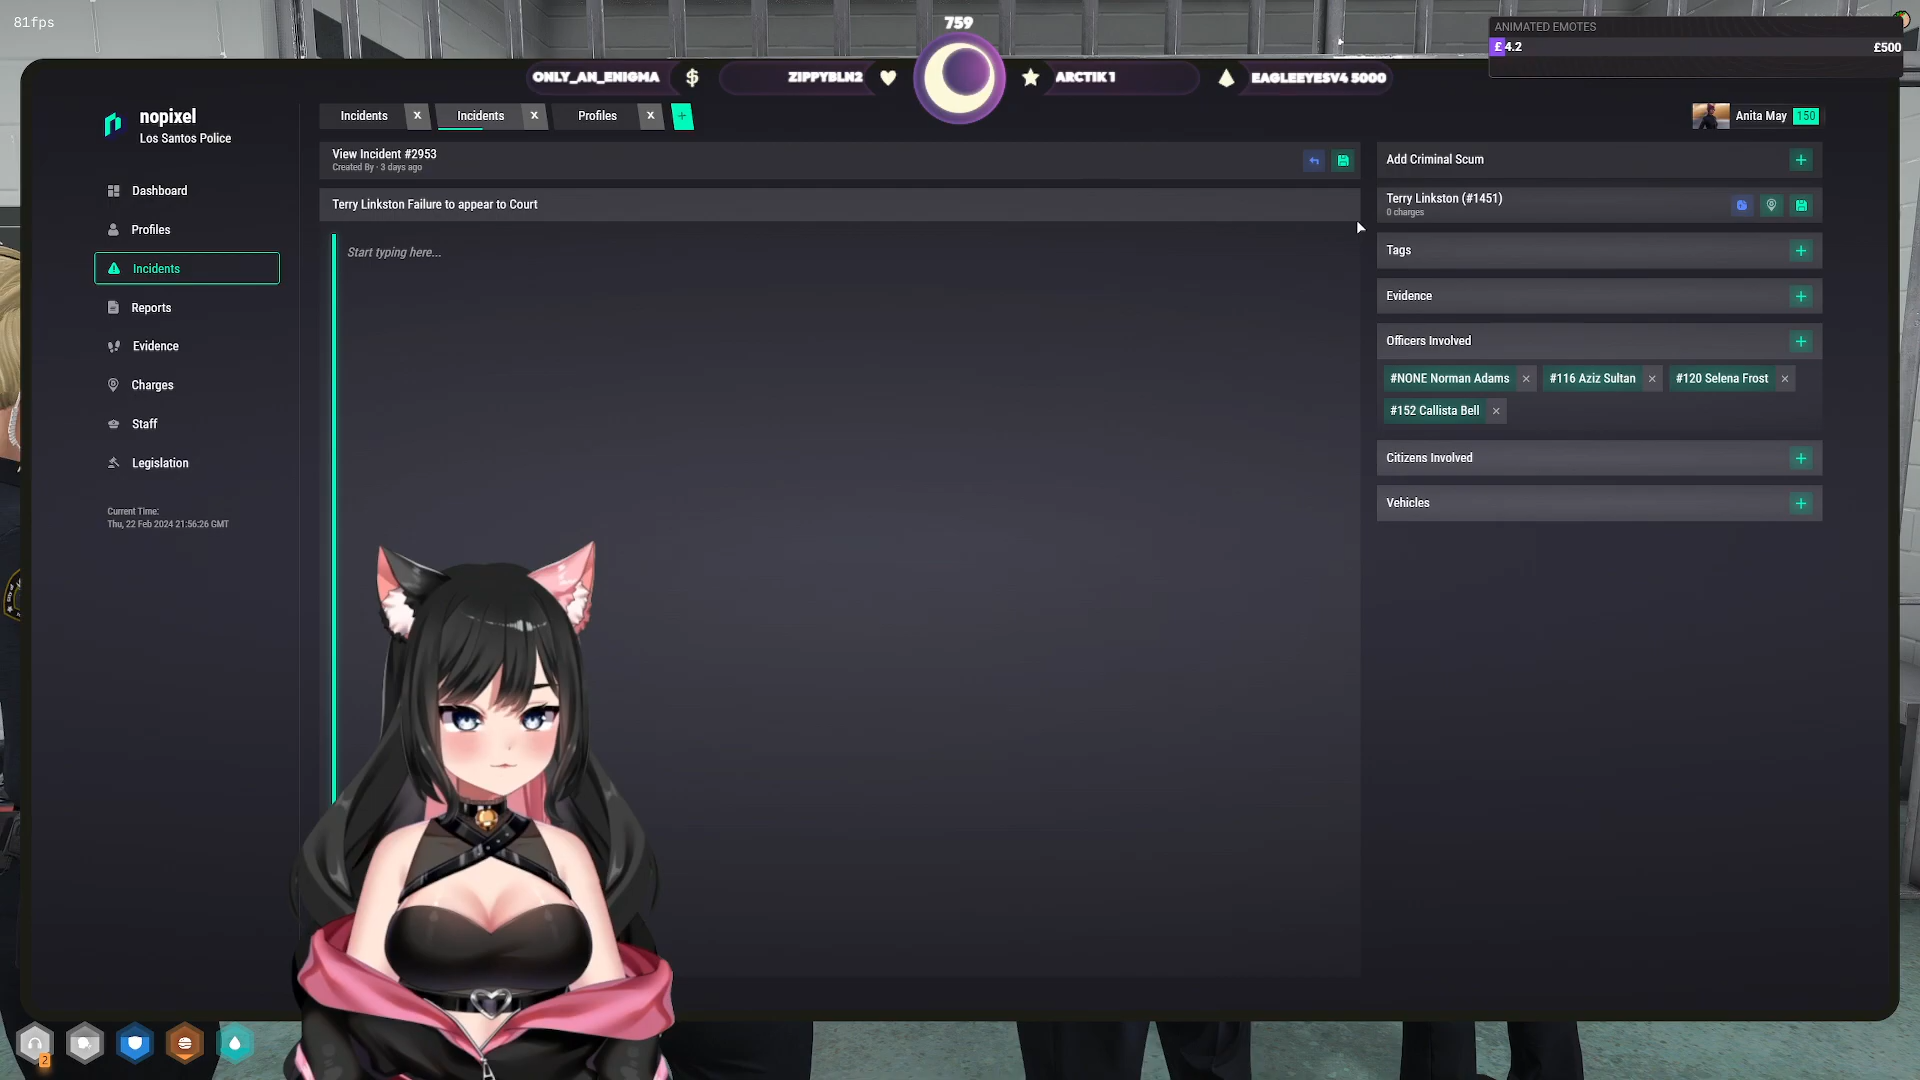 81fps
759
ANIMATED EMOTES
£4.2
£500
ONLY_AN_ENIGMA
ZIPPYBLN2
ARCTIK 1
EAGLEEYESV4 5000
nopixel
Los Santos Police
Incidents
Incidents
Profiles
Anita May 150
View Incident #2953
Created By · 3 days ago
Terry Linkston Failure to appear to Court
Start typing here...
Dashboard
Profiles
Incidents
Reports
Evidence
Charges
Staff
Legislation
Current Time:
Thu, 22 Feb 2024 21:56:26 GMT
Add Criminal Scum
Terry Linkston (#1451)
0 charges
Tags
Evidence
Officers Involved
#NONE Norman Adams
#116 Aziz Sultan
#120 Selena Frost
#152 Callista Bell
Citizens Involved
Vehicles
2